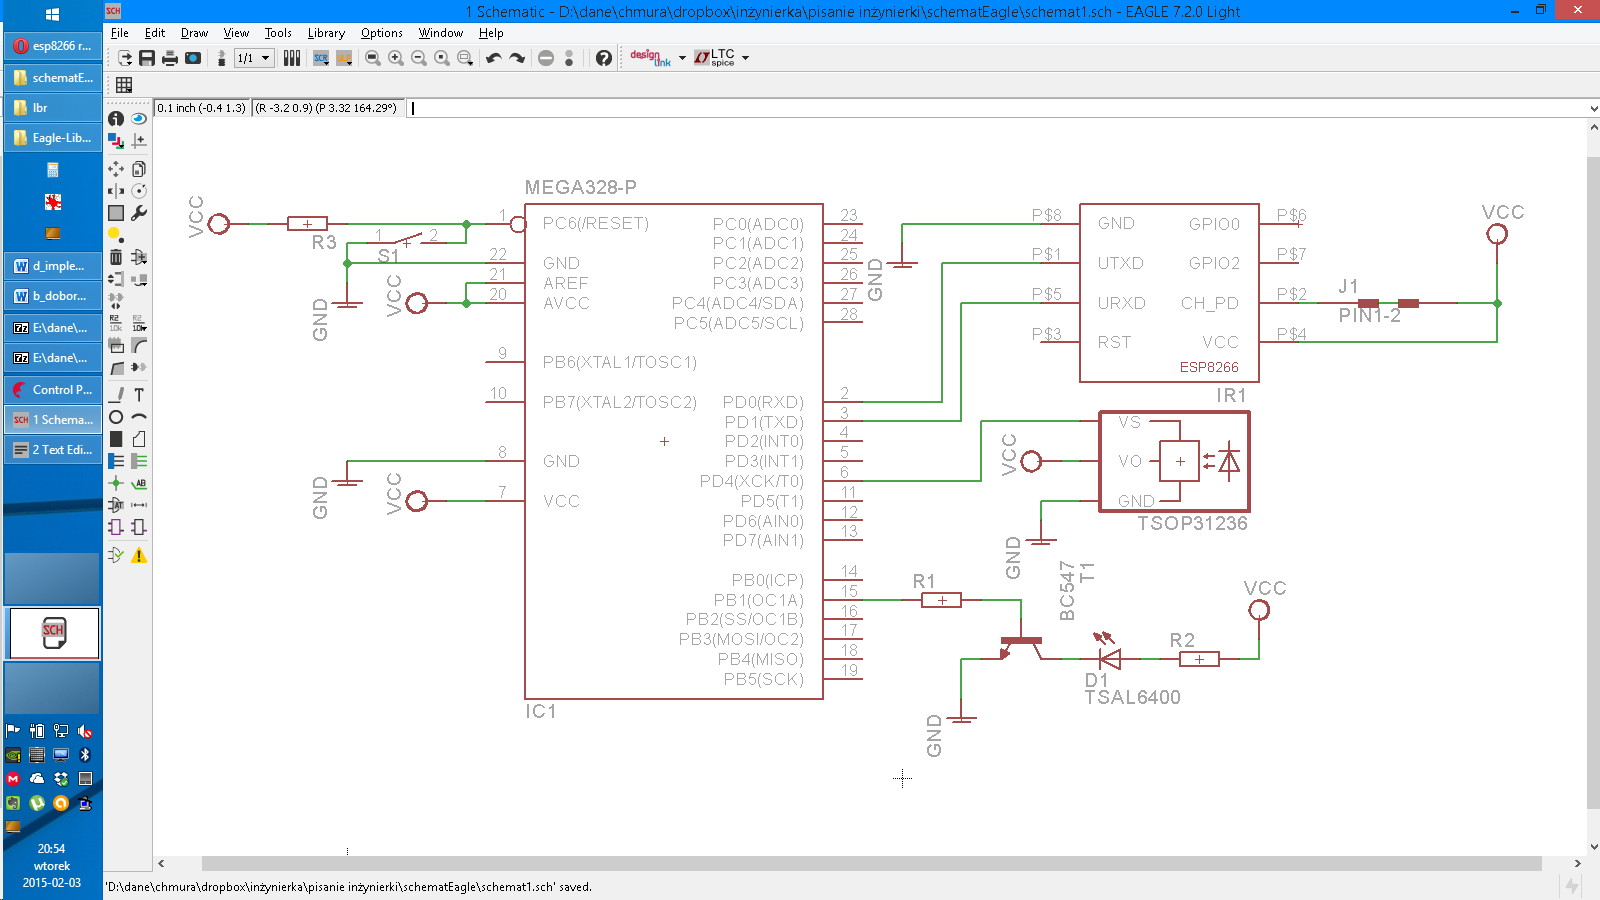 1 Schematic - D:\dane\chmura\dropbox\inżynierka\pisanie inżynierki\schematEagle\schemat1.sch - EAGLE 7.2.0 Light
File Edit Draw View Tools Library Options Window Help
1/1 SCR design link LTC spice
0.1 inch (-0.4 1.3) (R -3.2 0.9) (P 3.32 164.29°)
esp8266 r...
schematE...
lbr
Eagle-Lib...
d_imple...
b_dobor...
E:\dane\...
E:\dane\...
Control P...
1 Schema...
2 Text Edi...
20:54
wtorek
2015-02-03
MEGA328-P
IC1
VCC
R3
S1
1
2
GND
VCC
GND
VCC
1 PC6(/RESET)
22 GND
21 AREF
20 AVCC
9 PB6(XTAL1/TOSC1)
10 PB7(XTAL2/TOSC2)
8 GND
7 VCC
PC0(ADC0) 23
PC1(ADC1) 24
PC2(ADC2) 25
PC3(ADC3) 26
PC4(ADC4/SDA) 27
PC5(ADC5/SCL) 28
PD0(RXD) 2
PD1(TXD) 3
PD2(INT0) 4
PD3(INT1) 5
PD4(XCK/T0) 6
PD5(T1) 11
PD6(AIN0) 12
PD7(AIN1) 13
PB0(ICP) 14
PB1(OC1A) 15
PB2(SS/OC1B) 16
PB3(MOSI/OC2) 17
PB4(MISO) 18
PB5(SCK) 19
GND
P$8 GND GPIO0 P$6
P$1 UTXD GPIO2 P$7
P$5 URXD CH_PD P$2
P$3 RST VCC P$4
ESP8266
J1
PIN1-2
VCC
IR1
VS
VO
GND
TSOP31236
VCC
GND
R1
BC547
T1
D1
TSAL6400
R2
VCC
GND
'D:\dane\chmura\dropbox\inżynierka\pisanie inżynierki\schematEagle\schemat1.sch' saved.